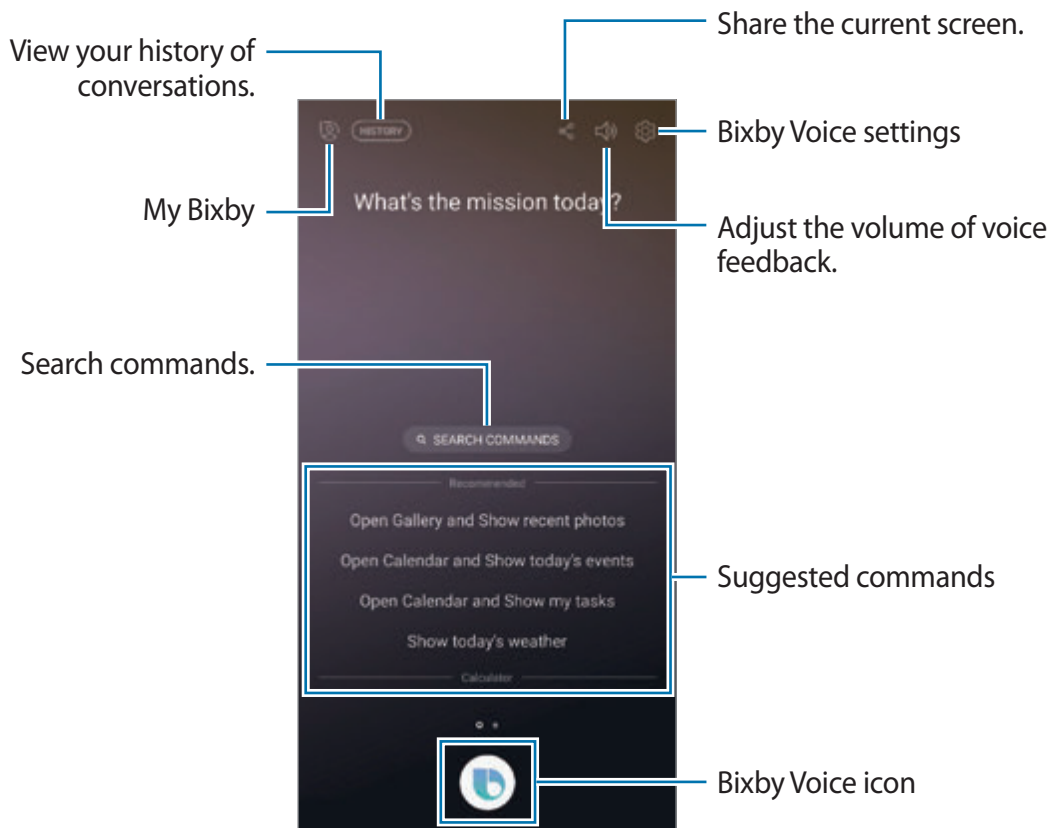 Share the current screen.
View your history of
conversations.
HISTORY
Bixby Voice settings
My Bixby
What's the mission today?
Adjust the volume of voice
feedback.
Search commands.
SEARCH COMMANDS
Recommended
Open Gallery and Show recent photos
Open Calendar and Show today's events
Suggested commands
Open Calendar and Show my tasks
Show today's weather
Calculator
Bixby Voice icon